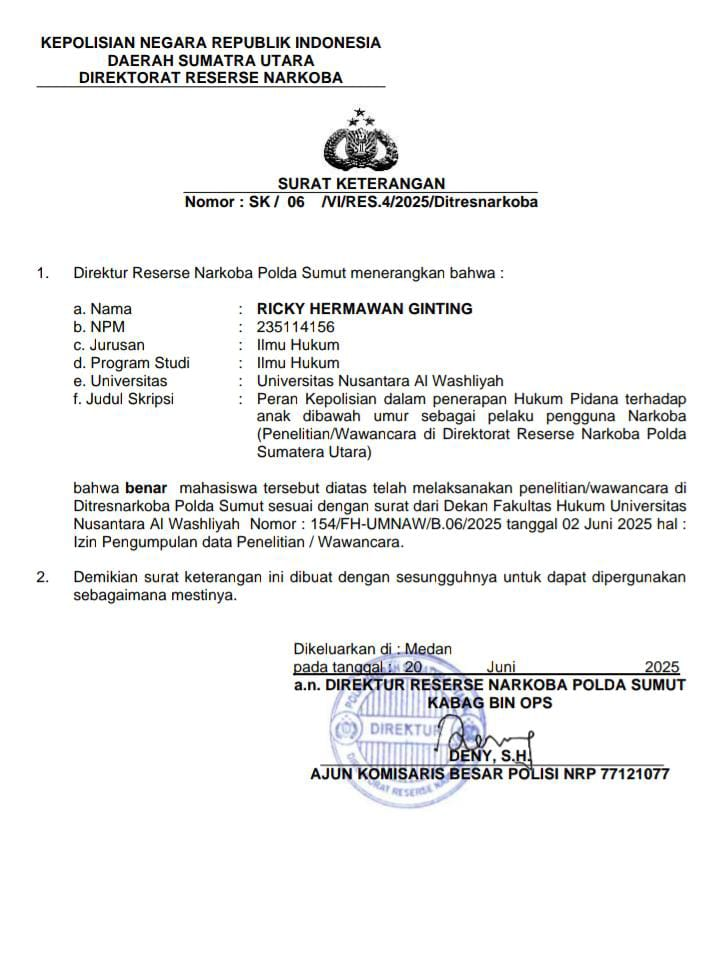 KEPOLISIAN NEGARA REPUBLIK INDONESIA
DAERAH SUMATRA UTARA
DIREKTORAT RESERSE NARKOBA
SURAT KETERANGAN
Nomor : SK / 06 /VI/RES.4/2025/Ditresnarkoba
1. Direktur Reserse Narkoba Polda Sumut menerangkan bahwa :
a. Nama : RICKY HERMAWAN GINTING
b. NPM : 235114156
c. Jurusan : Ilmu Hukum
d. Program Studi : Ilmu Hukum
e. Universitas : Universitas Nusantara Al Washliyah
f. Judul Skripsi : Peran Kepolisian dalam penerapan Hukum Pidana terhadap
anak dibawah umur sebagai pelaku pengguna Narkoba
(Penelitian/Wawancara di Direktorat Reserse Narkoba Polda
Sumatera Utara)
bahwa benar mahasiswa tersebut diatas telah melaksanakan penelitian/wawancara di
Ditresnarkoba Polda Sumut sesuai dengan surat dari Dekan Fakultas Hukum Universitas
Nusantara Al Washliyah Nomor : 154/FH-UMNAW/B.06/2025 tanggal 02 Juni 2025 hal :
Izin Pengumpulan data Penelitian / Wawancara.
2. Demikian surat keterangan ini dibuat dengan sesungguhnya untuk dapat dipergunakan
sebagaimana mestinya.
Dikeluarkan di : Medan
pada tanggal : 20 Juni 2025
a.n. DIREKTUR RESERSE NARKOBA POLDA SUMUT
KABAG BIN OPS
DIREKTUR
DENY, S.H.
AJUN KOMISARIS BESAR POLISI NRP 77121077